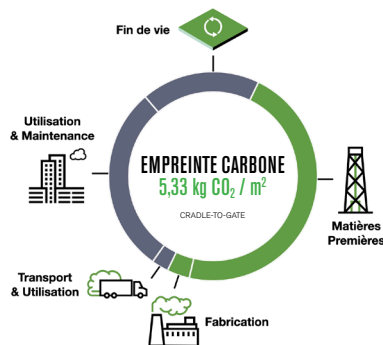 Fin de vie
Utilisation
& Maintenance
EMPREINTE CARBONE
5,33 kg CO₂ / m²
CRADLE-TO-GATE
Matières
Premières
Transport
& Utilisation
Fabrication